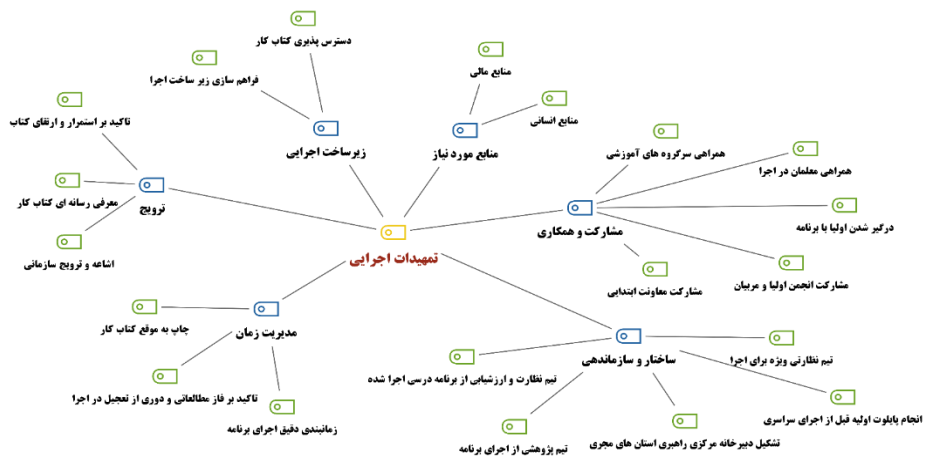 دسترس پذیری کتاب کار
فراهم سازی زیر ساخت اجرا
زیرساخت اجرایی
منابع مالی
منابع انسانی
منابع مورد نیاز
همراهی سرگروه های آموزشی
همراهی معلمان در اجرا
درگیر شدن اولیا با برنامه
مشارکت انجمن اولیا و مربیان
مشارکت معاونت ابتدایی
مشارکت و همکاری
تاکید بر استمرار و ارتقای کتاب
معرفی رسانه ای کتاب کار
اشاعه و ترویج سازمانی
ترویج
تمهیدات اجرایی
مدیریت زمان
چاپ به موقع کتاب کار
تاکید بر فاز مطالعاتی و دوری از تعجیل در اجرا
زمانبندی دقیق اجرای برنامه
ساختار و سازماندهی
تیم نظارتی ویژه برای اجرا
انجام پایلوت اولیه قبل از اجرای سراسری
تشکیل دبیرخانه مرکزی راهبری استان های مجری
تیم پژوهشی از اجرای برنامه
تیم نظارت و ارزشیابی از برنامه درسی اجرا شده